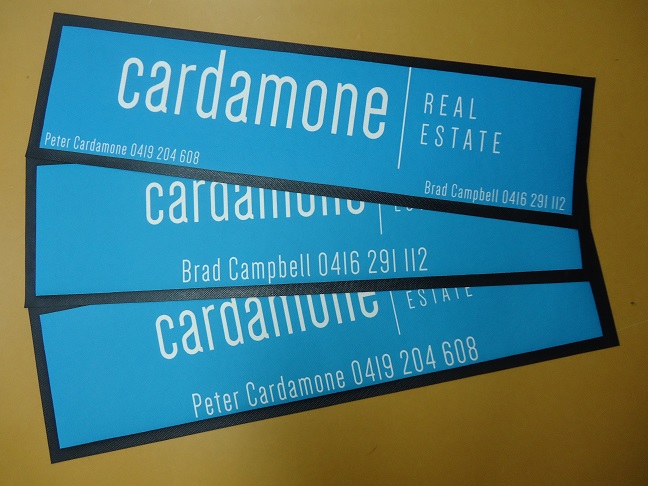 cardamone
REAL
ESTATE
Peter Cardamone 0419 204 608
Brad Campbell 0416 291 112
cardamone
Brad Campbell 0416 291 112
cardamone
ESTATE
Peter Cardamone 0419 204 608